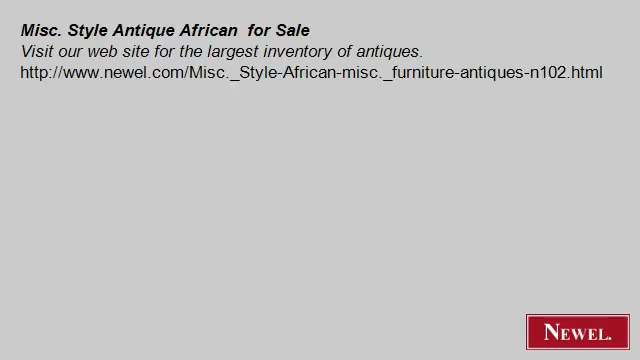 Misc. Style Antique African  for Sale
Visit our web site for the largest inventory of antiques.
http://www.newel.com/Misc._Style-African-misc._furniture-antiques-n102.html
NEWEL.